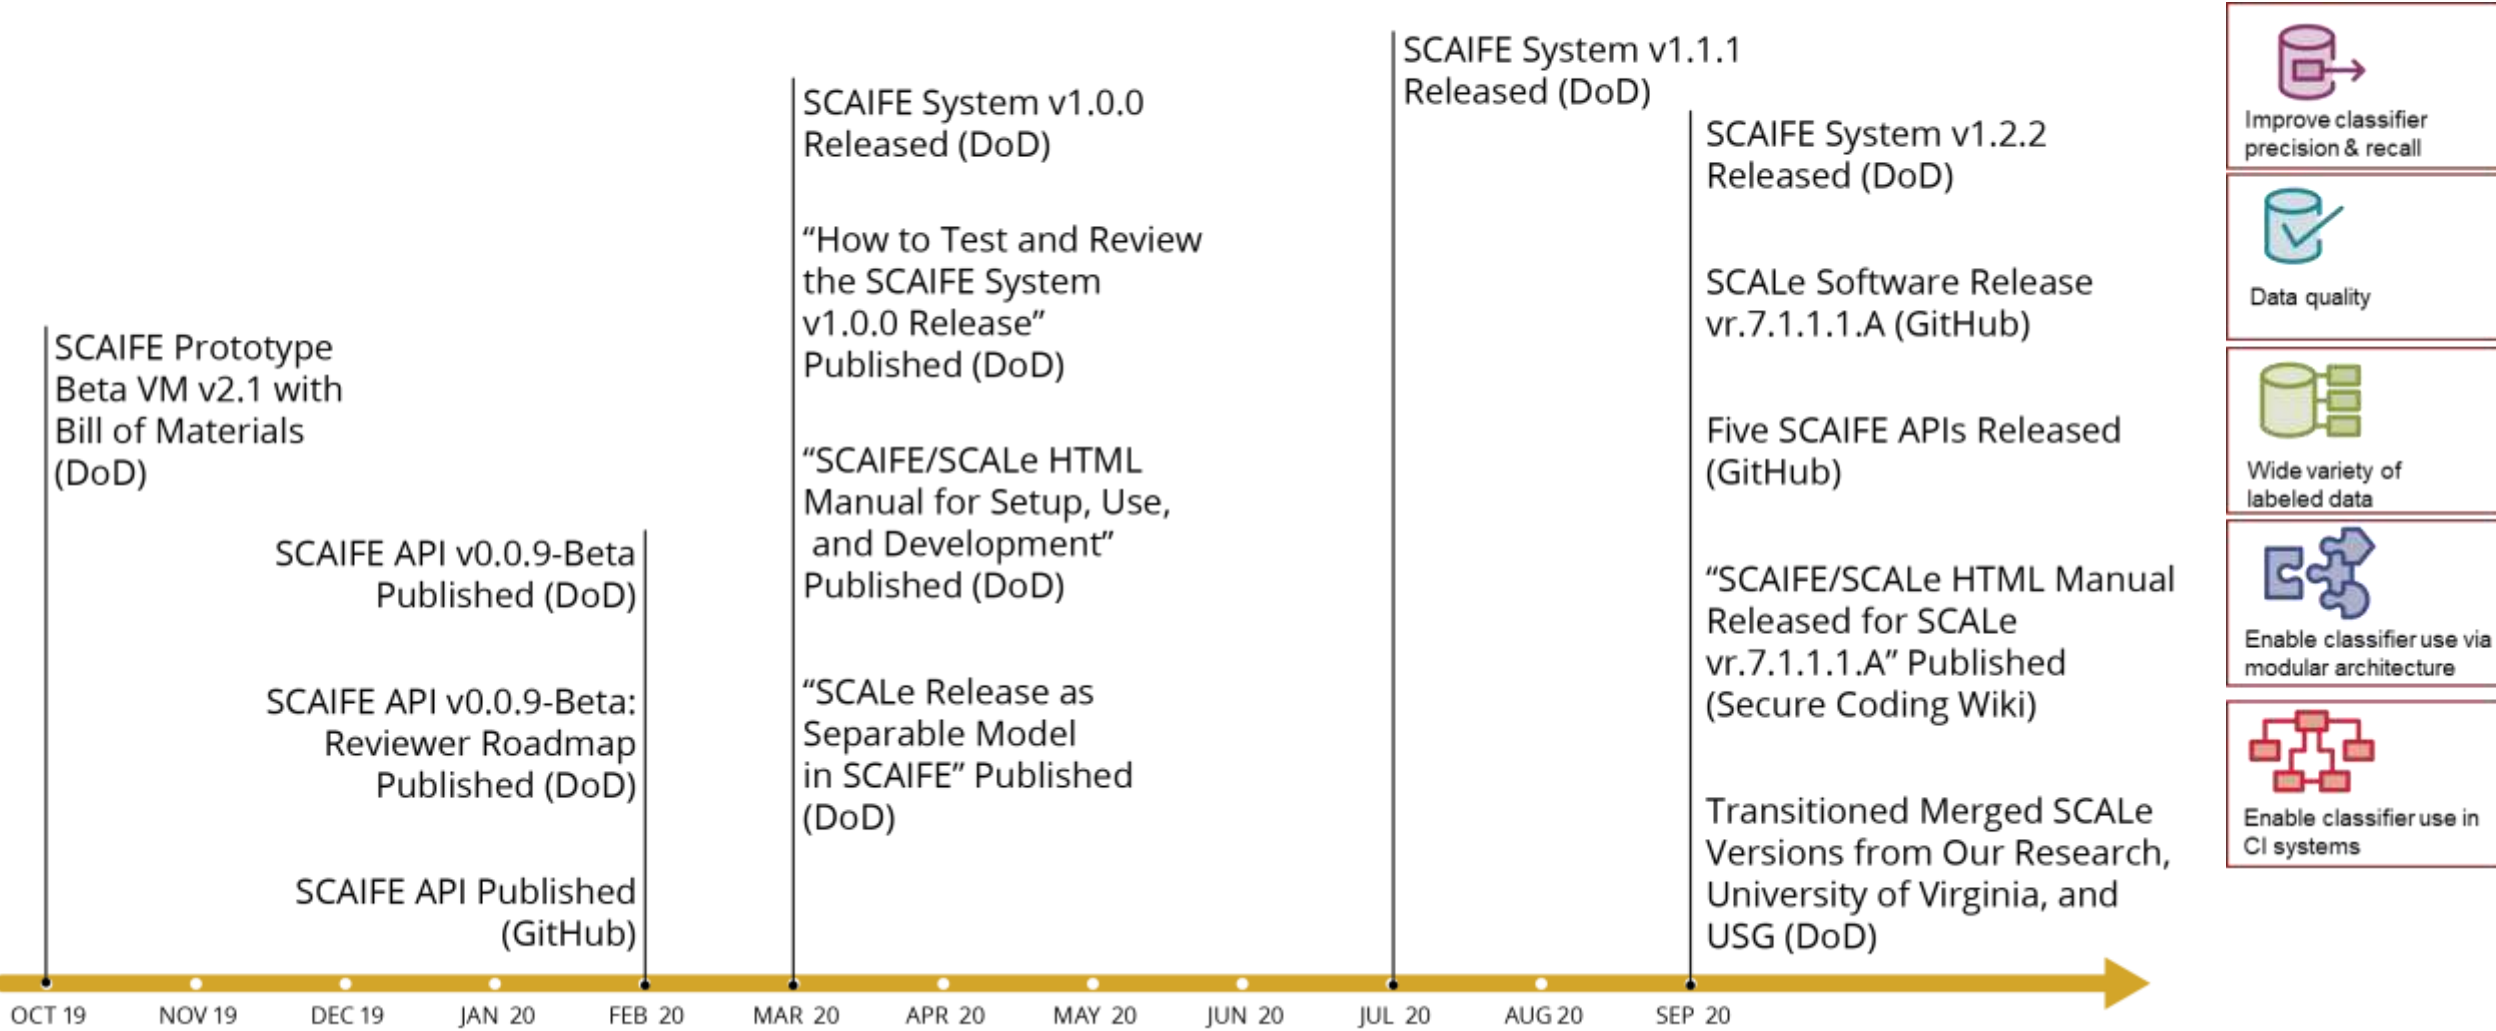 SCAIFE Prototype
Beta VM v2.1 with
Bill of Materials
(DoD)
SCAIFE API v0.0.9-Beta
Published (DoD)
SCAIFE API v0.0.9-Beta:
Reviewer Roadmap
Published (DoD)
SCAIFE API Published
(GitHub)
SCAIFE System v1.0.0
Released (DoD)
“How to Test and Review
the SCAIFE System
v1.0.0 Release”
Published (DoD)
“SCAIFE/SCALe HTML
Manual for Setup, Use,
and Development”
Published (DoD)
“SCALe Release as
Separable Model
in SCAIFE” Published
(DoD)
SCAIFE System v1.1.1
Released (DoD)
SCAIFE System v1.2.2
Released (DoD)
SCALe Software Release
vr.7.1.1.1.A (GitHub)
Five SCAIFE APIs Released
(GitHub)
“SCAIFE/SCALe HTML Manual
Released for SCALe
vr.7.1.1.1.A” Published
(Secure Coding Wiki)
Transitioned Merged SCALe
Versions from Our Research,
University of Virginia, and
USG (DoD)
OCT 19
NOV 19
DEC 19
JAN 20
FEB 20
MAR 20
APR 20
MAY 20
JUN 20
JUL 20
AUG 20
SEP 20
Improve classifier
precision & recall
Data quality
Wide variety of
labeled data
Enable classifier use via
modular architecture
Enable classifier use in
CI systems